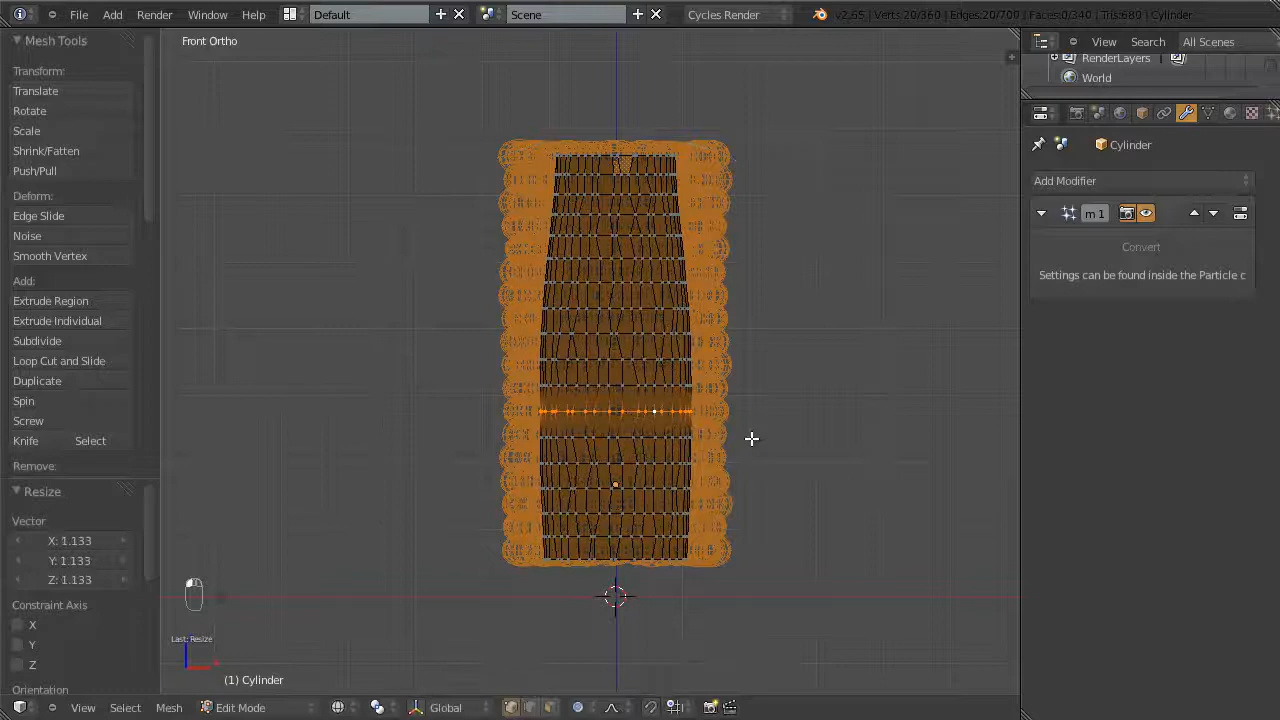 File Add Render Window Help Default Scene Cycles Render v2.65 | Verts:20/360 | Edges:20/700 | Faces:0/340 | Tris:680 | Cylinder
Mesh Tools
Front Ortho
View Search All Scenes
RenderLayers
World
Transform:
Translate
Rotate
Scale
Shrink/Fatten
Push/Pull
Deform:
Edge Slide
Noise
Smooth Vertex
Add:
Extrude Region
Extrude Individual
Subdivide
Loop Cut and Slide
Duplicate
Spin
Screw
Knife Select
Remove:
Resize
Vector
X: 1.133
Y: 1.133
Z: 1.133
Constraint Axis
X
Y
Z
Orientation
Last: Resize
(1) Cylinder
Cylinder
Add Modifier
m 1
Convert
Settings can be found inside the Particle c
View Select Mesh Edit Mode Global